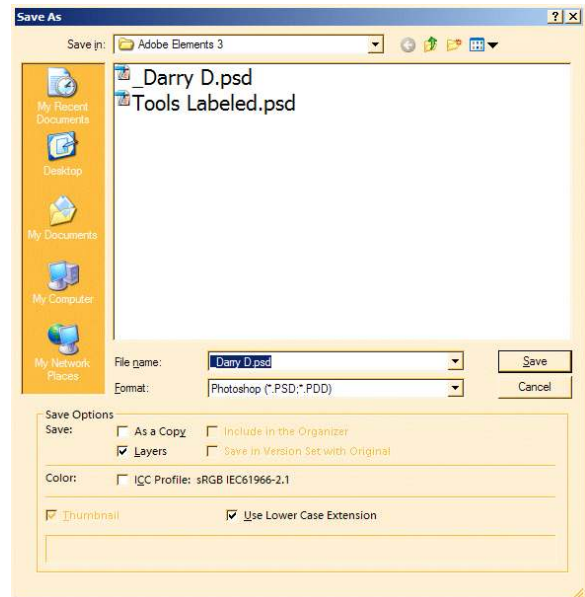 Save As
Save in: Adobe Elements 3
_Darry D.psd
Tools Labeled.psd
My Recent
Documents
Desktop
My Documents
My Computer
My Network
Places
File name: _Darry D.psd
Save
Format: Photoshop (*.PSD;*.PDD)
Cancel
Save Options
Save: As a Copy Include in the Organizer
Layers Save in Version Set with Original
Color: ICC Profile: sRGB IEC61966-2.1
Thumbnail Use Lower Case Extension